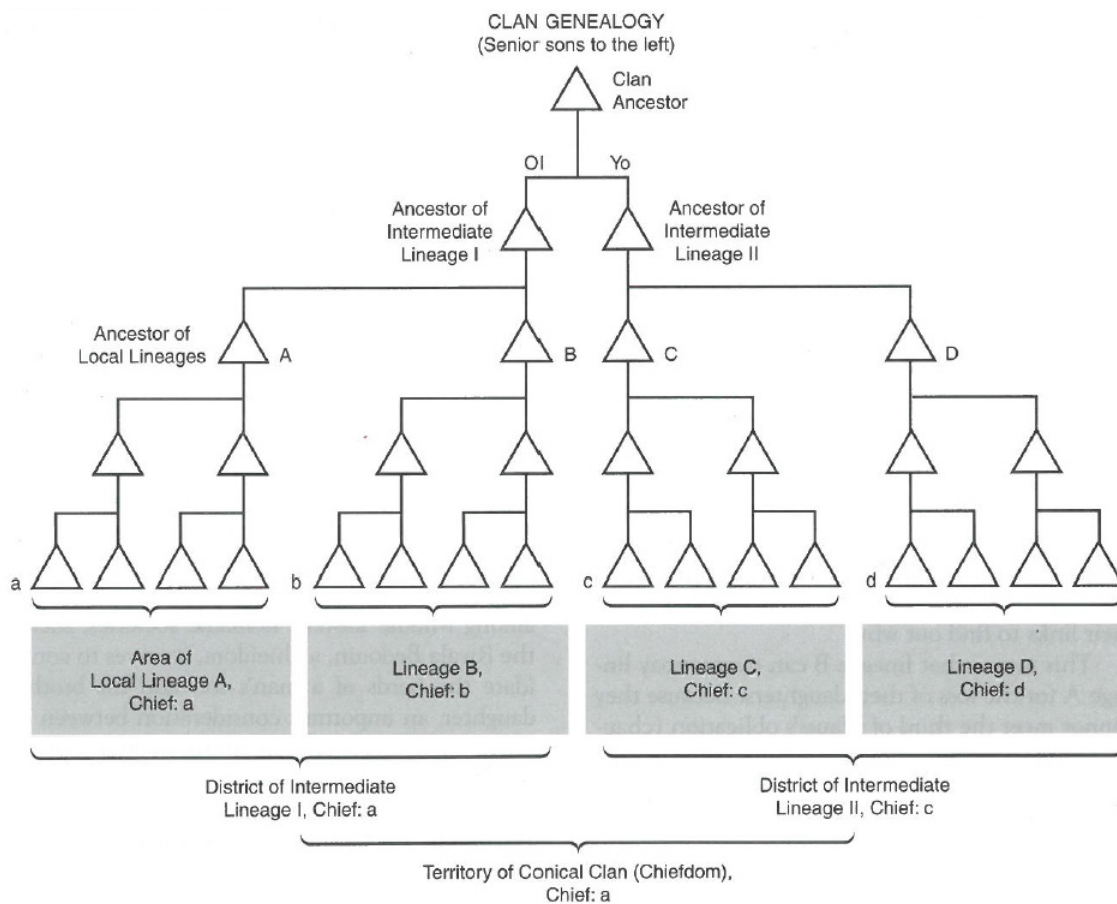 CLAN GENEALOGY
(Senior sons to the left)
Clan
Ancestor
Ol
Yo
Ancestor of
Intermediate
Lineage I
Ancestor of
Intermediate
Lineage II
Ancestor of
Local Lineages
A
B
C
D
a
b
c
d
Area of
Local Lineage A,
Chief: a
Lineage B,
Chief: b
Lineage C,
Chief: c
Lineage D,
Chief: d
District of Intermediate
Lineage I, Chief: a
District of Intermediate
Lineage II, Chief: c
Territory of Conical Clan (Chiefdom),
Chief: a